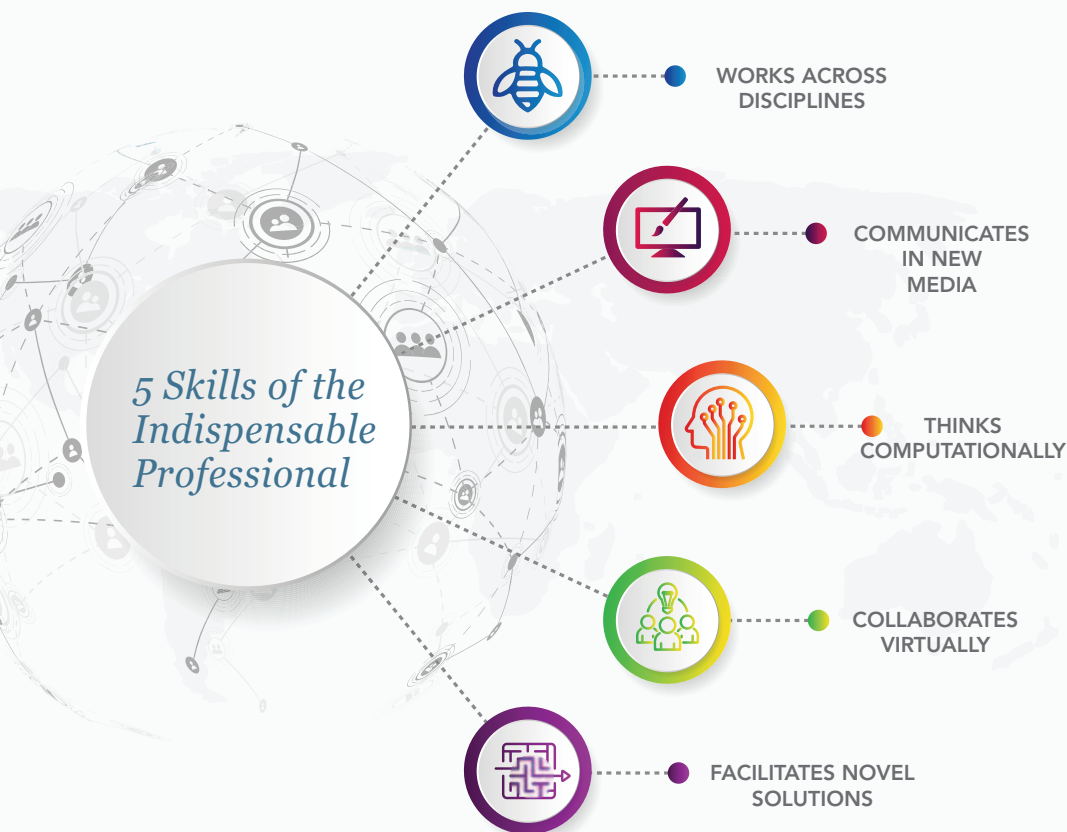 5 Skills of the
Indispensable
Professional
WORKS ACROSS
DISCIPLINES
COMMUNICATES
IN NEW
MEDIA
THINKS
COMPUTATIONALLY
COLLABORATES
VIRTUALLY
FACILITATES NOVEL
SOLUTIONS